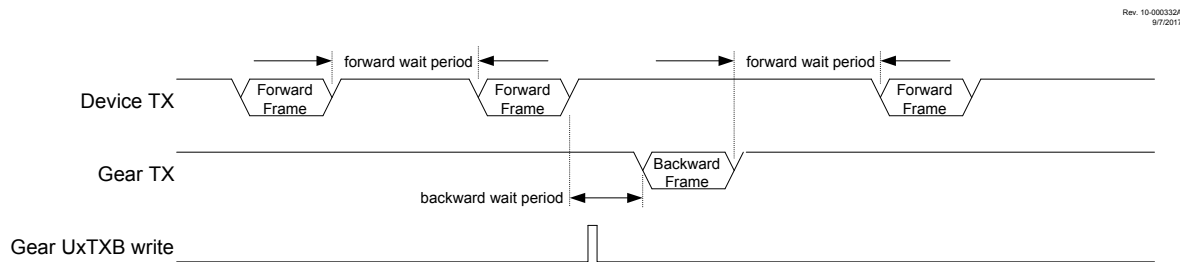 Rev. 10-000332A
9/7/2017
forward wait period
forward wait period
Device TX
Forward
Frame
Forward
Frame
Forward
Frame
Gear TX
Backward
Frame
backward wait period
Gear UxTXB write